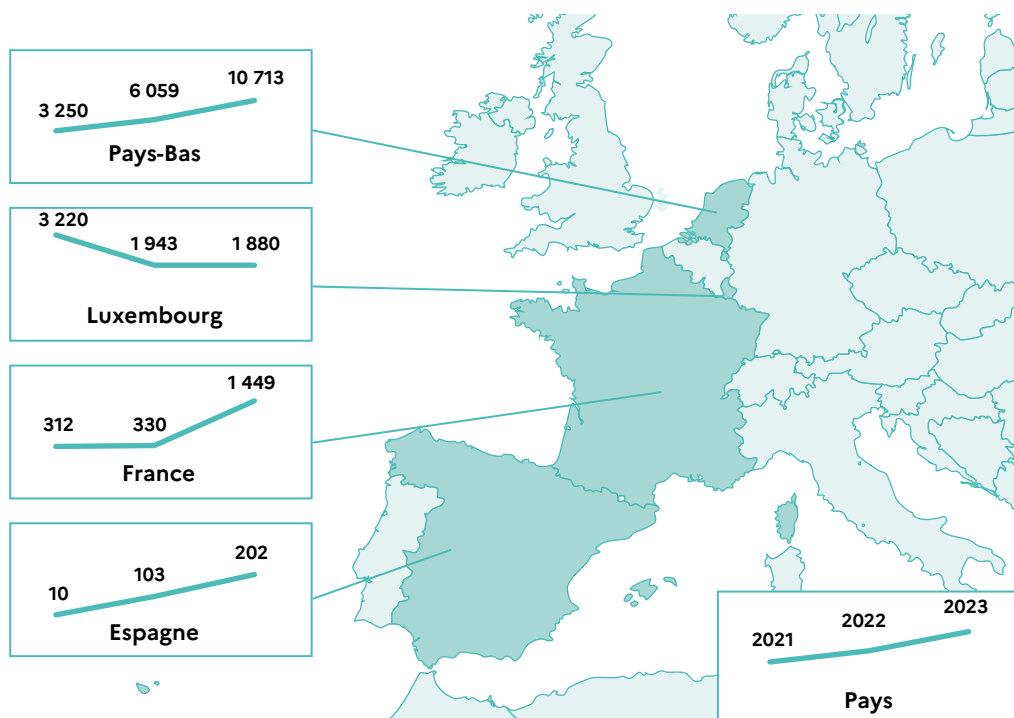 3 250 6 059 10 713
Pays-Bas
3 220 1 943 1 880
Luxembourg
312 330 1 449
France
10 103 202
Espagne
2021 2022 2023
Pays